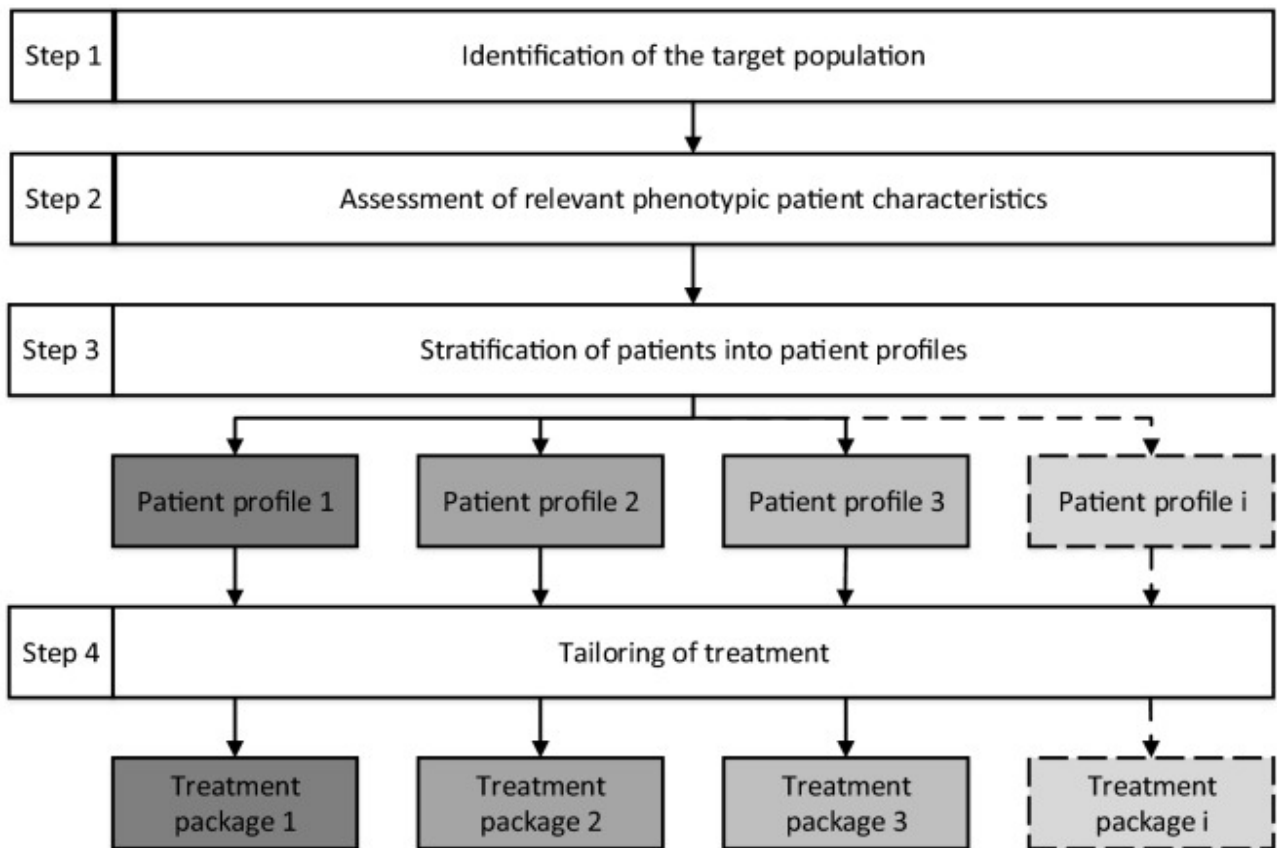 Step 1
Identification of the target population
Step 2
Assessment of relevant phenotypic patient characteristics
Step 3
Stratification of patients into patient profiles
Patient profile 1
Patient profile 2
Patient profile 3
Patient profile i
Step 4
Tailoring of treatment
Treatment
package 1
Treatment
package 2
Treatment
package 3
Treatment
package i